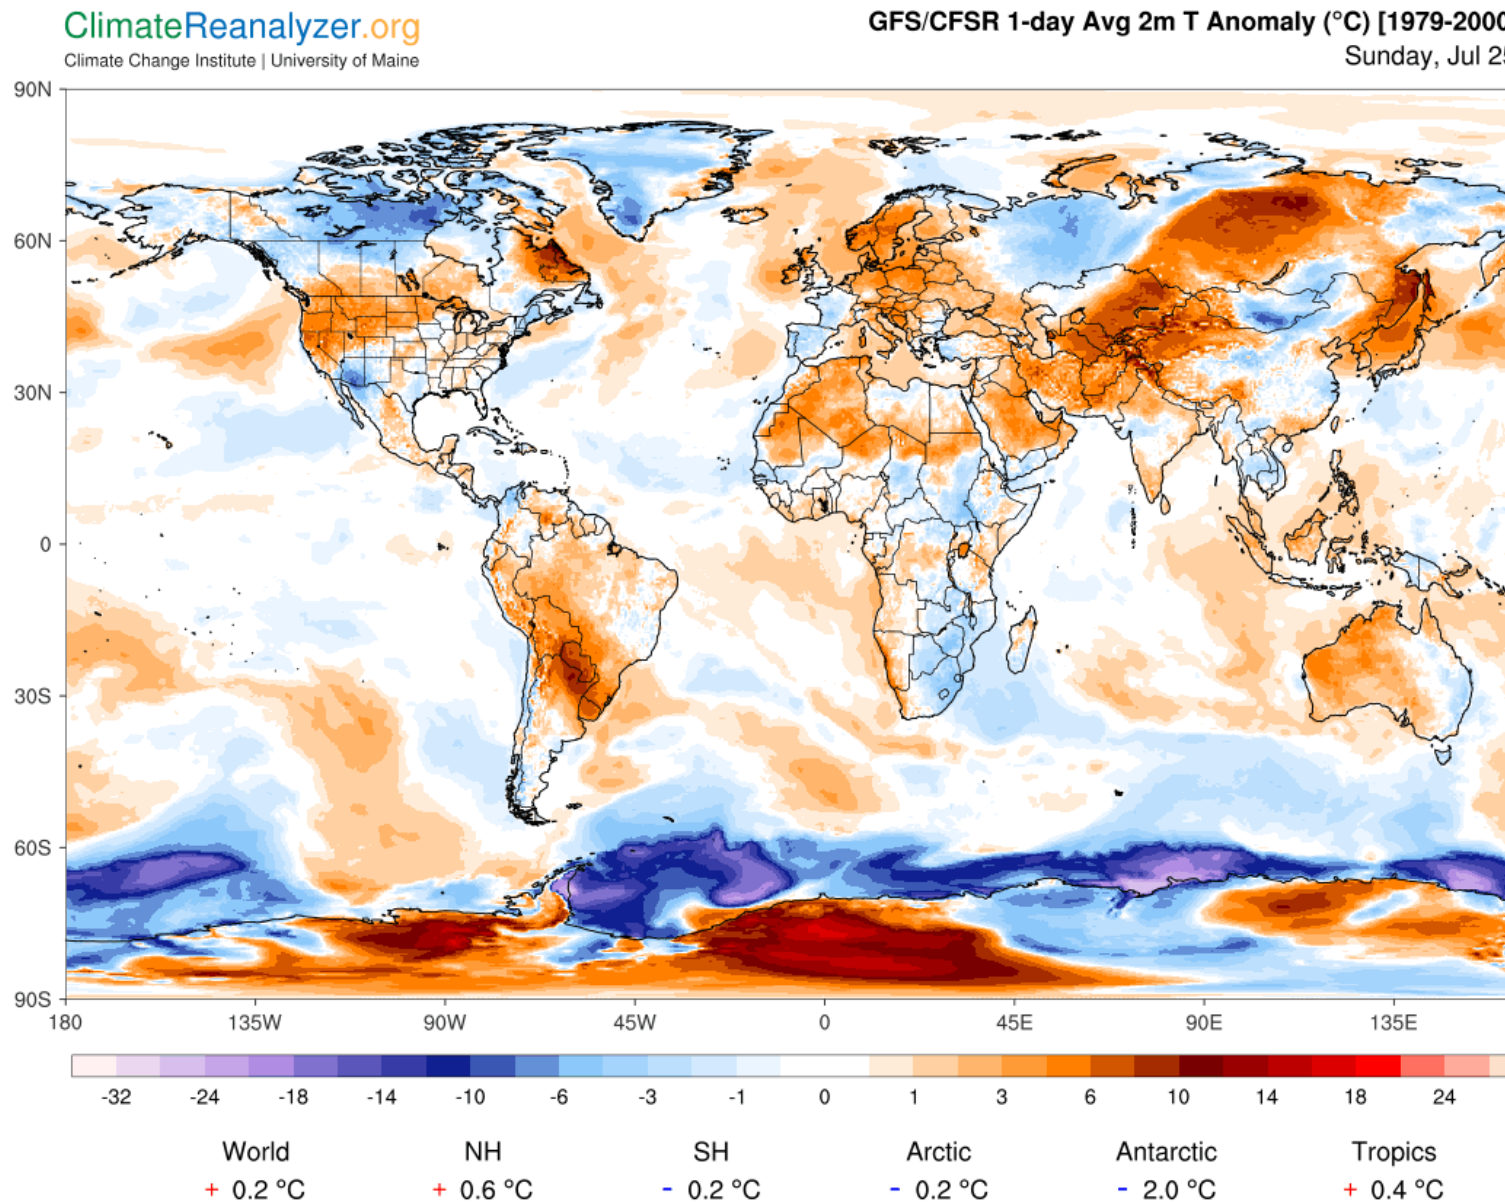 ClimateReanalyzer.org
Climate Change Institute | University of Maine
GFS/CFSR 1-day Avg 2m T Anomaly (°C) [1979-2000
Sunday, Jul 25
90N
60N
30N
0
30S
60S
90S
180 135W 90W 45W 0 45E 90E 135E
-32 -24 -18 -14 -10 -6 -3 -1 0 1 3 6 10 14 18 24
World NH SH Arctic Antarctic Tropics
+ 0.2 °C + 0.6 °C - 0.2 °C - 0.2 °C - 2.0 °C + 0.4 °C